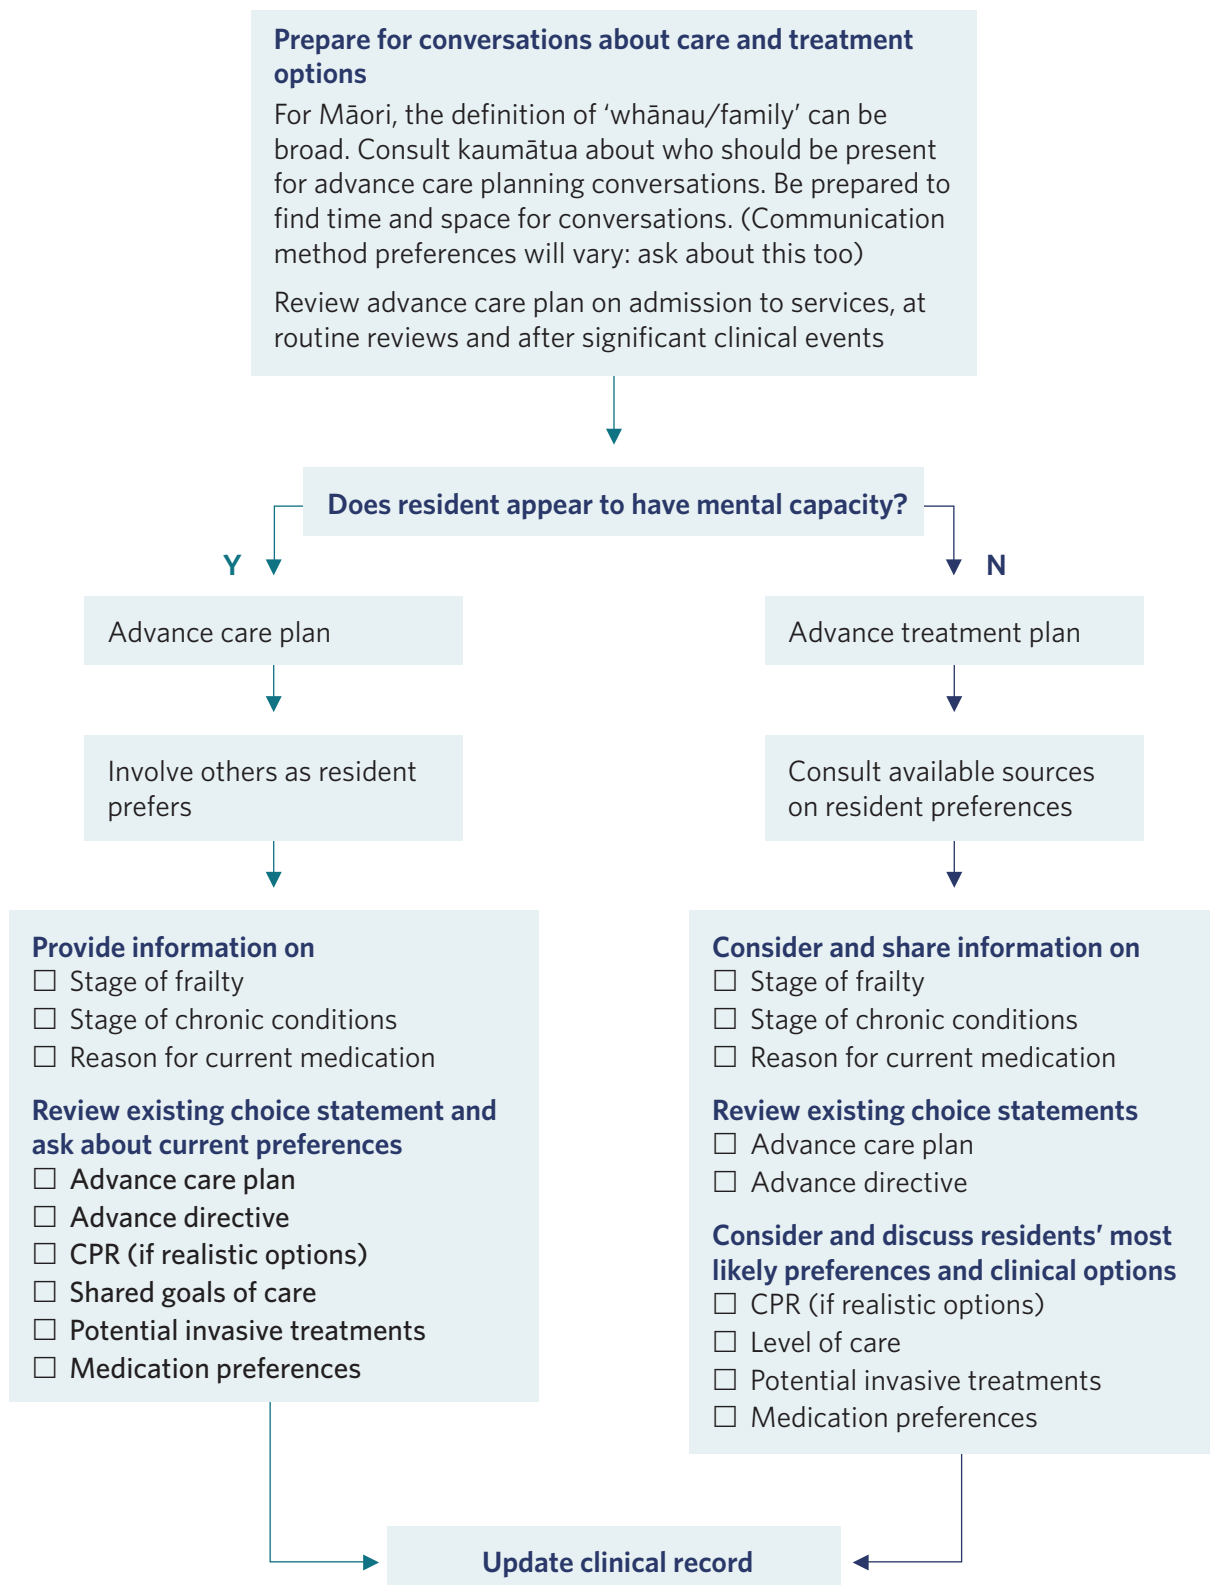 Prepare for conversations about care and treatment
options
For Māori, the definition of ‘whānau/family’ can be
broad. Consult kaumātua about who should be present
for advance care planning conversations. Be prepared to
find time and space for conversations. (Communication
method preferences will vary: ask about this too)
Review advance care plan on admission to services, at
routine reviews and after significant clinical events
Does resident appear to have mental capacity?
Y
N
Advance care plan
Involve others as resident
prefers
Provide information on
☐ Stage of frailty
☐ Stage of chronic conditions
☐ Reason for current medication
Review existing choice statement and
ask about current preferences
☐ Advance care plan
☐ Advance directive
☐ CPR (if realistic options)
☐ Shared goals of care
☐ Potential invasive treatments
☐ Medication preferences
Advance treatment plan
Consult available sources
on resident preferences
Consider and share information on
☐ Stage of frailty
☐ Stage of chronic conditions
☐ Reason for current medication
Review existing choice statements
☐ Advance care plan
☐ Advance directive
Consider and discuss residents’ most
likely preferences and clinical options
☐ CPR (if realistic options)
☐ Level of care
☐ Potential invasive treatments
☐ Medication preferences
Update clinical record